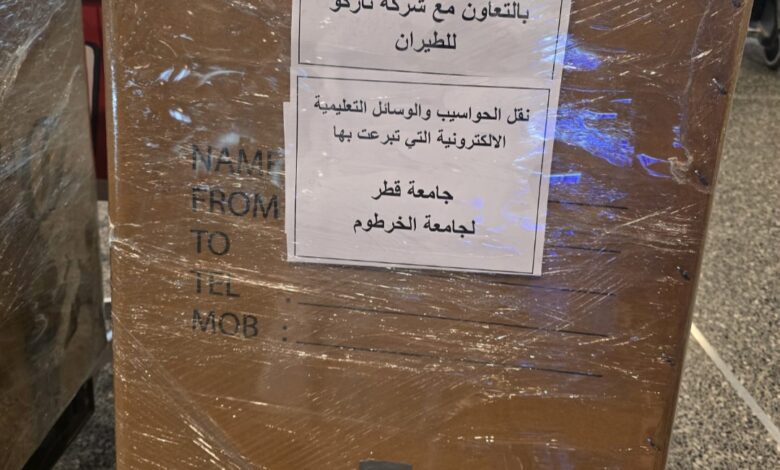 بالتعاون مع شركة تاركو
للطيران
نقل الحواسيب والوسائل التعليمية
الالكترونية التي تبرعت بها
جامعة قطر
لجامعة الخرطوم
NAME
FROM
TO
TEL :
MOB :